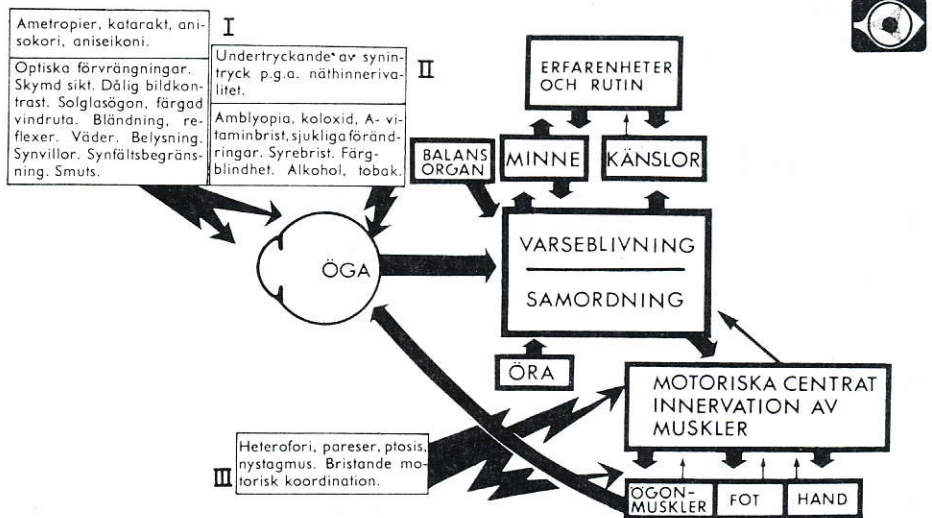 Ametropier, katarakt, ani-
sokori, aniseikoni.
I
Optiska förvrängningar.
Skymd sikt. Dålig bildkon-
trast. Solglasögon, färgad
vindruta. Bländning, re-
flexer. Väder. Belysning.
Synvillor. Synfältsbegräns-
ning. Smuts.
Undertryckande av synin-
tryck p.g.a. näthinneriva-
litet.
II
Amblyopia, koloxid, A- vi-
taminbrist, sjukliga föränd-
ringar. Syrebrist. Färg-
blindhet. Alkohol, tobak.
ERFARENHETER
OCH RUTIN
BALANS
ORGAN
MINNE
KÄNSLOR
ÖGA
VARSEBLIVNING
SAMORDNING
ÖRA
MOTORISKA CENTRAT
INNERVATION AV
MUSKLER
III
Heterofori, pareser, ptosis,
nystagmus. Bristande mo-
torisk koordination.
ÖGON-
MUSKLER
FOT
HAND